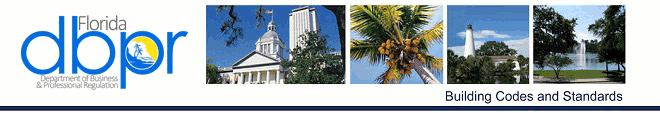 Florida
dbpr
Department of Business
& Professional Regulation
Building Codes and Standards